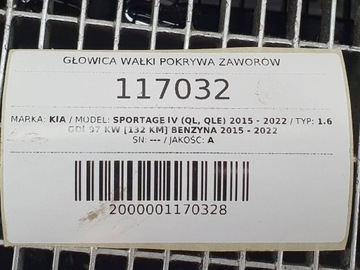 GŁOWICA WAŁKI POKRYWA ZAWORÓW
117032
MARKA: KIA / MODEL: SPORTAGE IV (QL, QLE) 2015 - 2022 / TYP: 1.6
GDI 97 KW [132 KM] BENZYNA 2015 - 2022
SN: --- / JAKOŚĆ: A
2000001170328